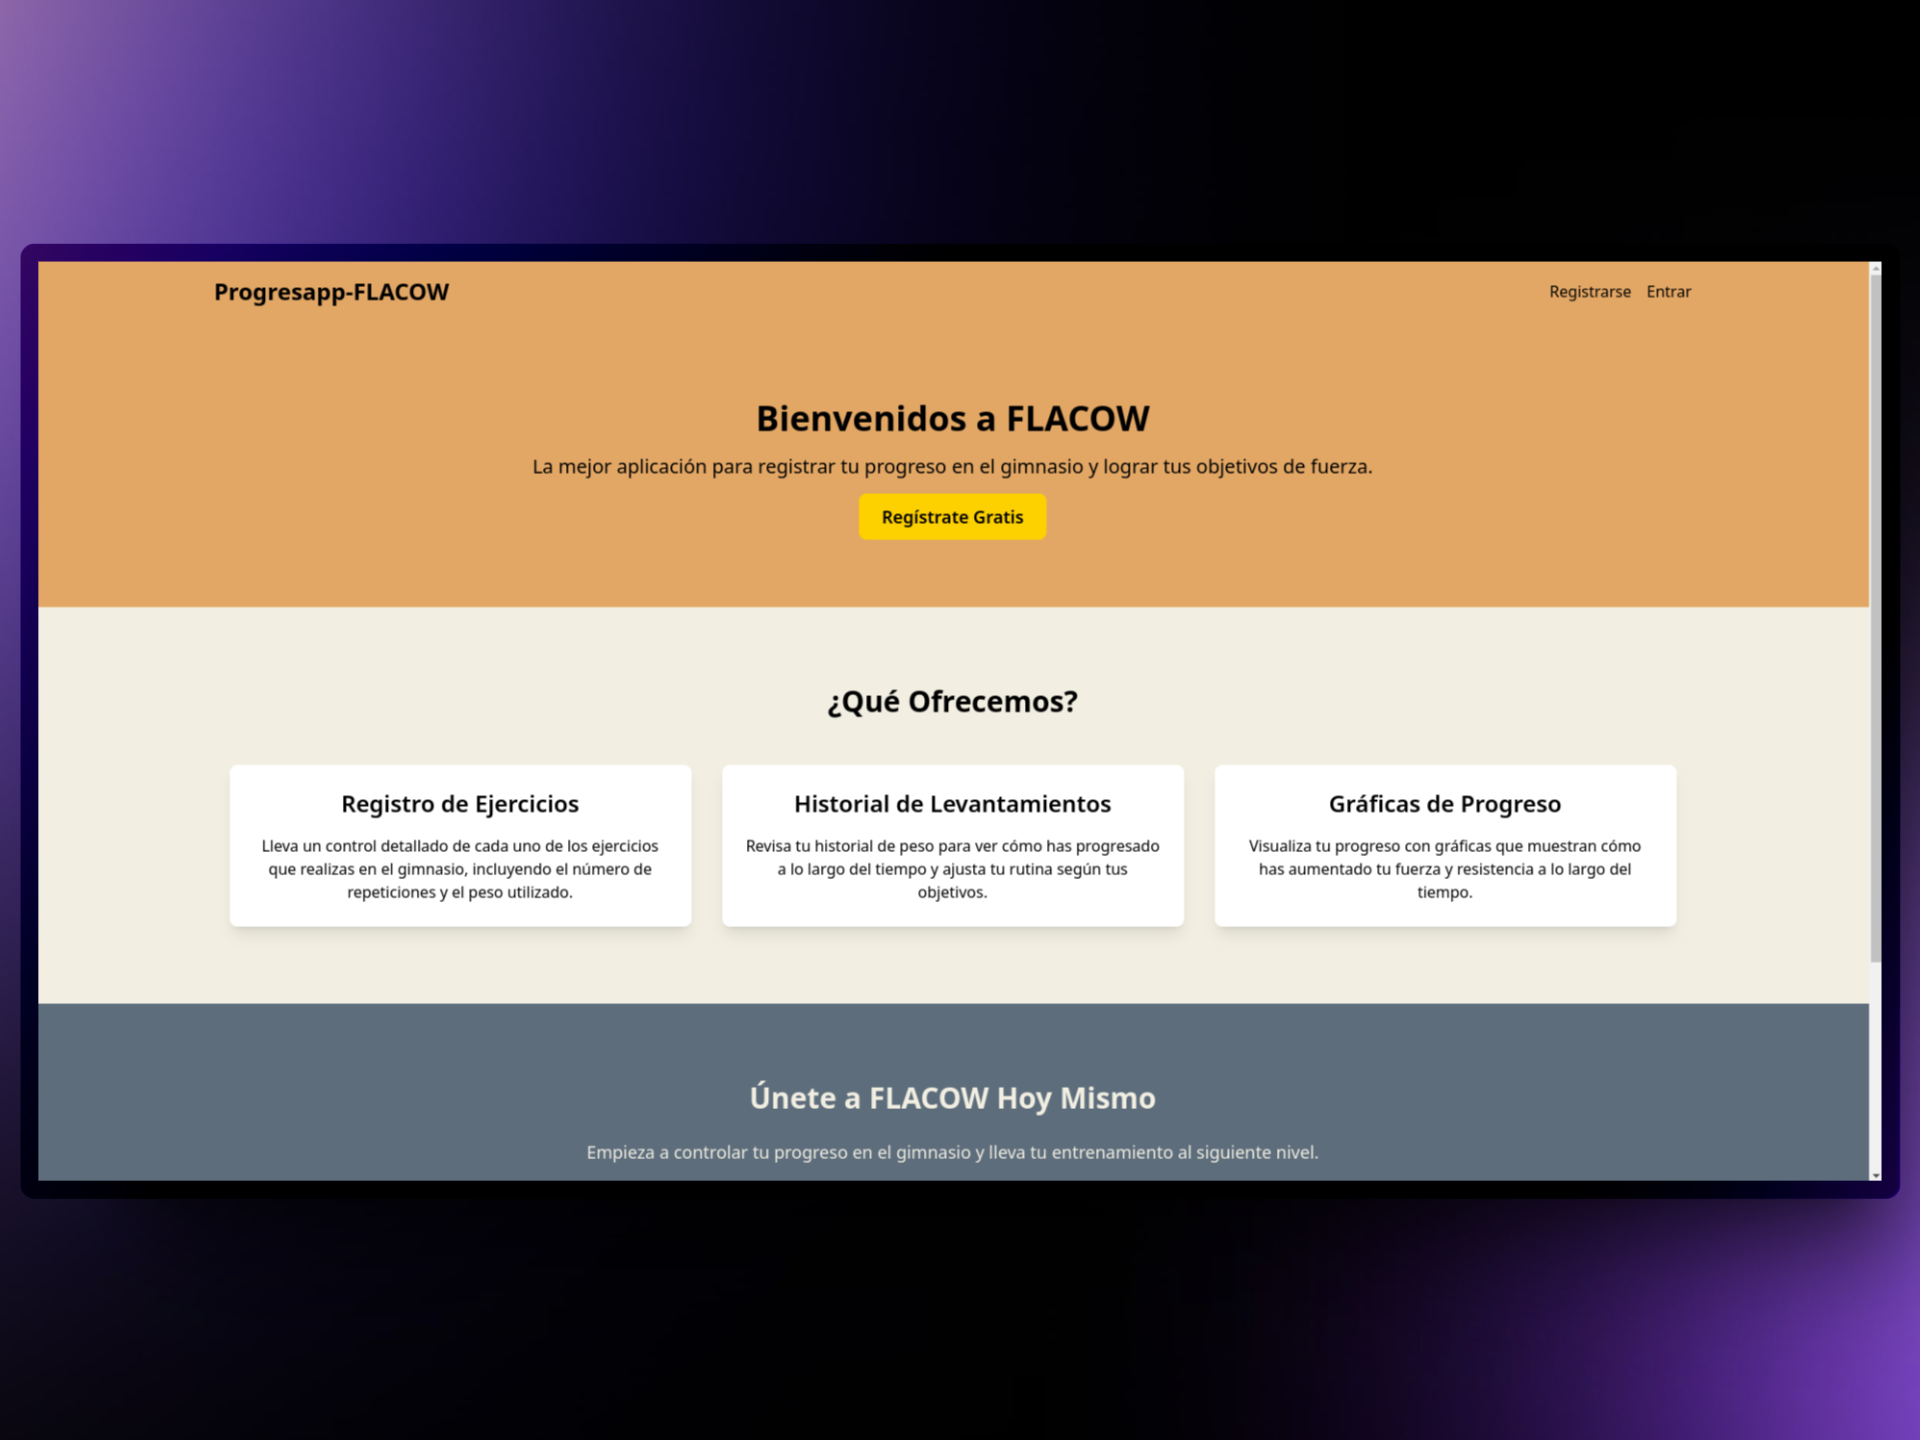 Progresapp-FLACOW
Registrarse Entrar
Bienvenidos a FLACOW
La mejor aplicación para registrar tu progreso en el gimnasio y lograr tus objetivos de fuerza.
Regístrate Gratis
¿Qué Ofrecemos?
Registro de Ejercicios
Lleva un control detallado de cada uno de los ejercicios
que realizas en el gimnasio, incluyendo el número de
repeticiones y el peso utilizado.
Historial de Levantamientos
Revisa tu historial de peso para ver cómo has progresado
a lo largo del tiempo y ajusta tu rutina según tus
objetivos.
Gráficas de Progreso
Visualiza tu progreso con gráficas que muestran cómo
has aumentado tu fuerza y resistencia a lo largo del
tiempo.
Únete a FLACOW Hoy Mismo
Empieza a controlar tu progreso en el gimnasio y lleva tu entrenamiento al siguiente nivel.